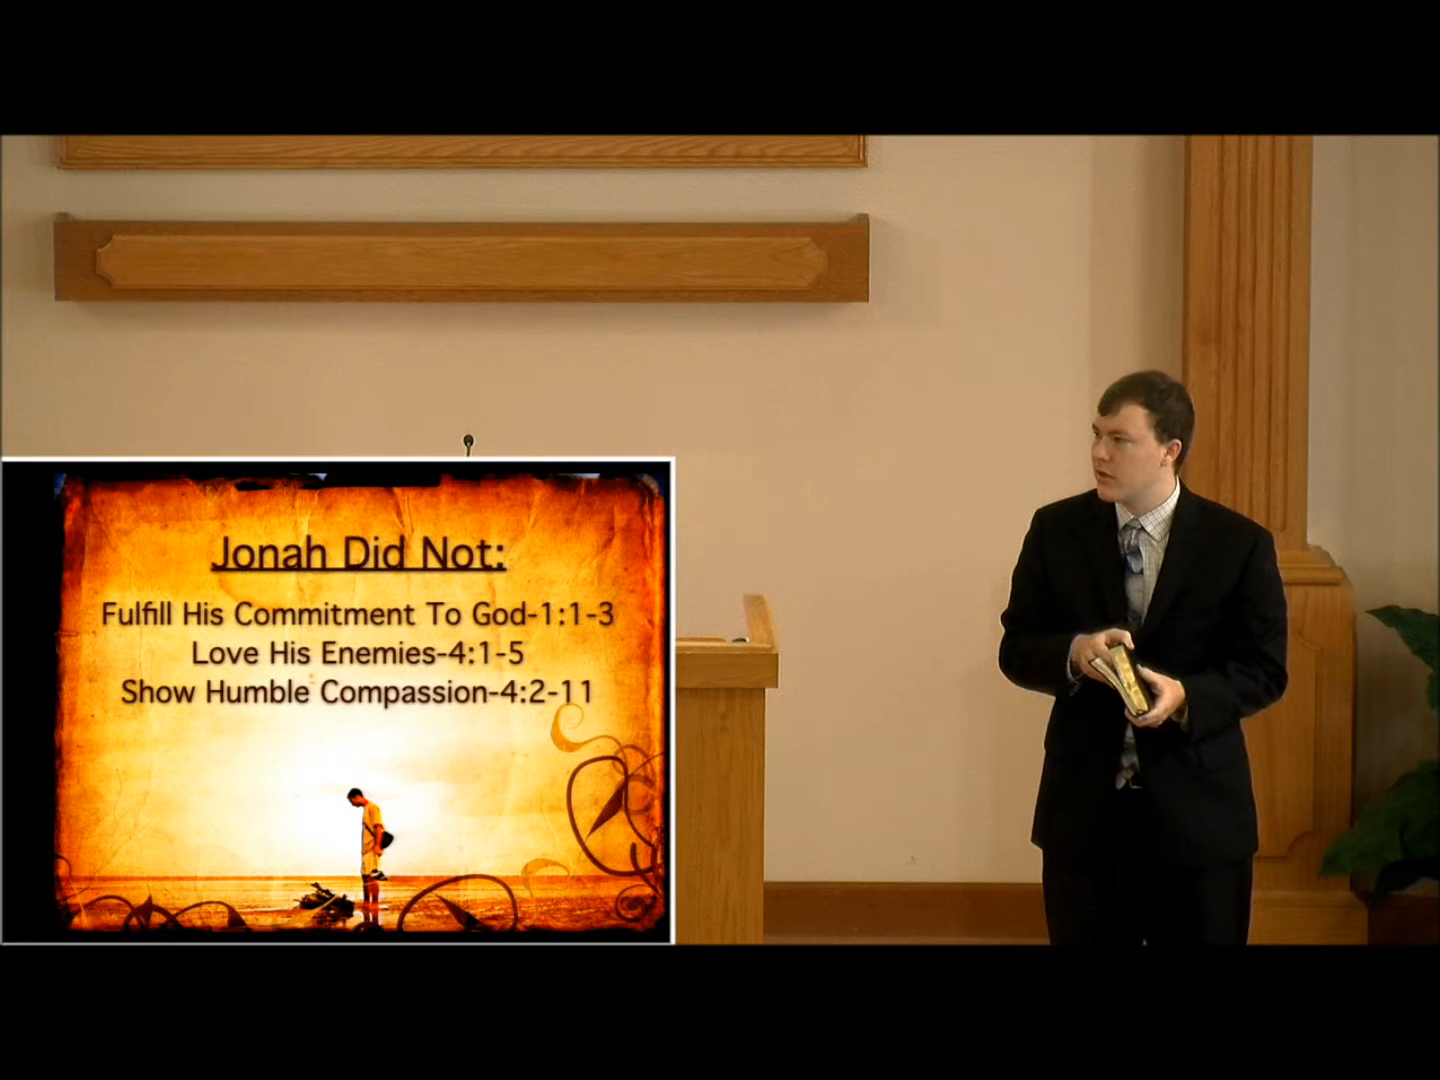 Jonah Did Not:
Fulfill His Commitment To God-1:1-3
Love His Enemies-4:1-5
Show Humble Compassion-4:2-11